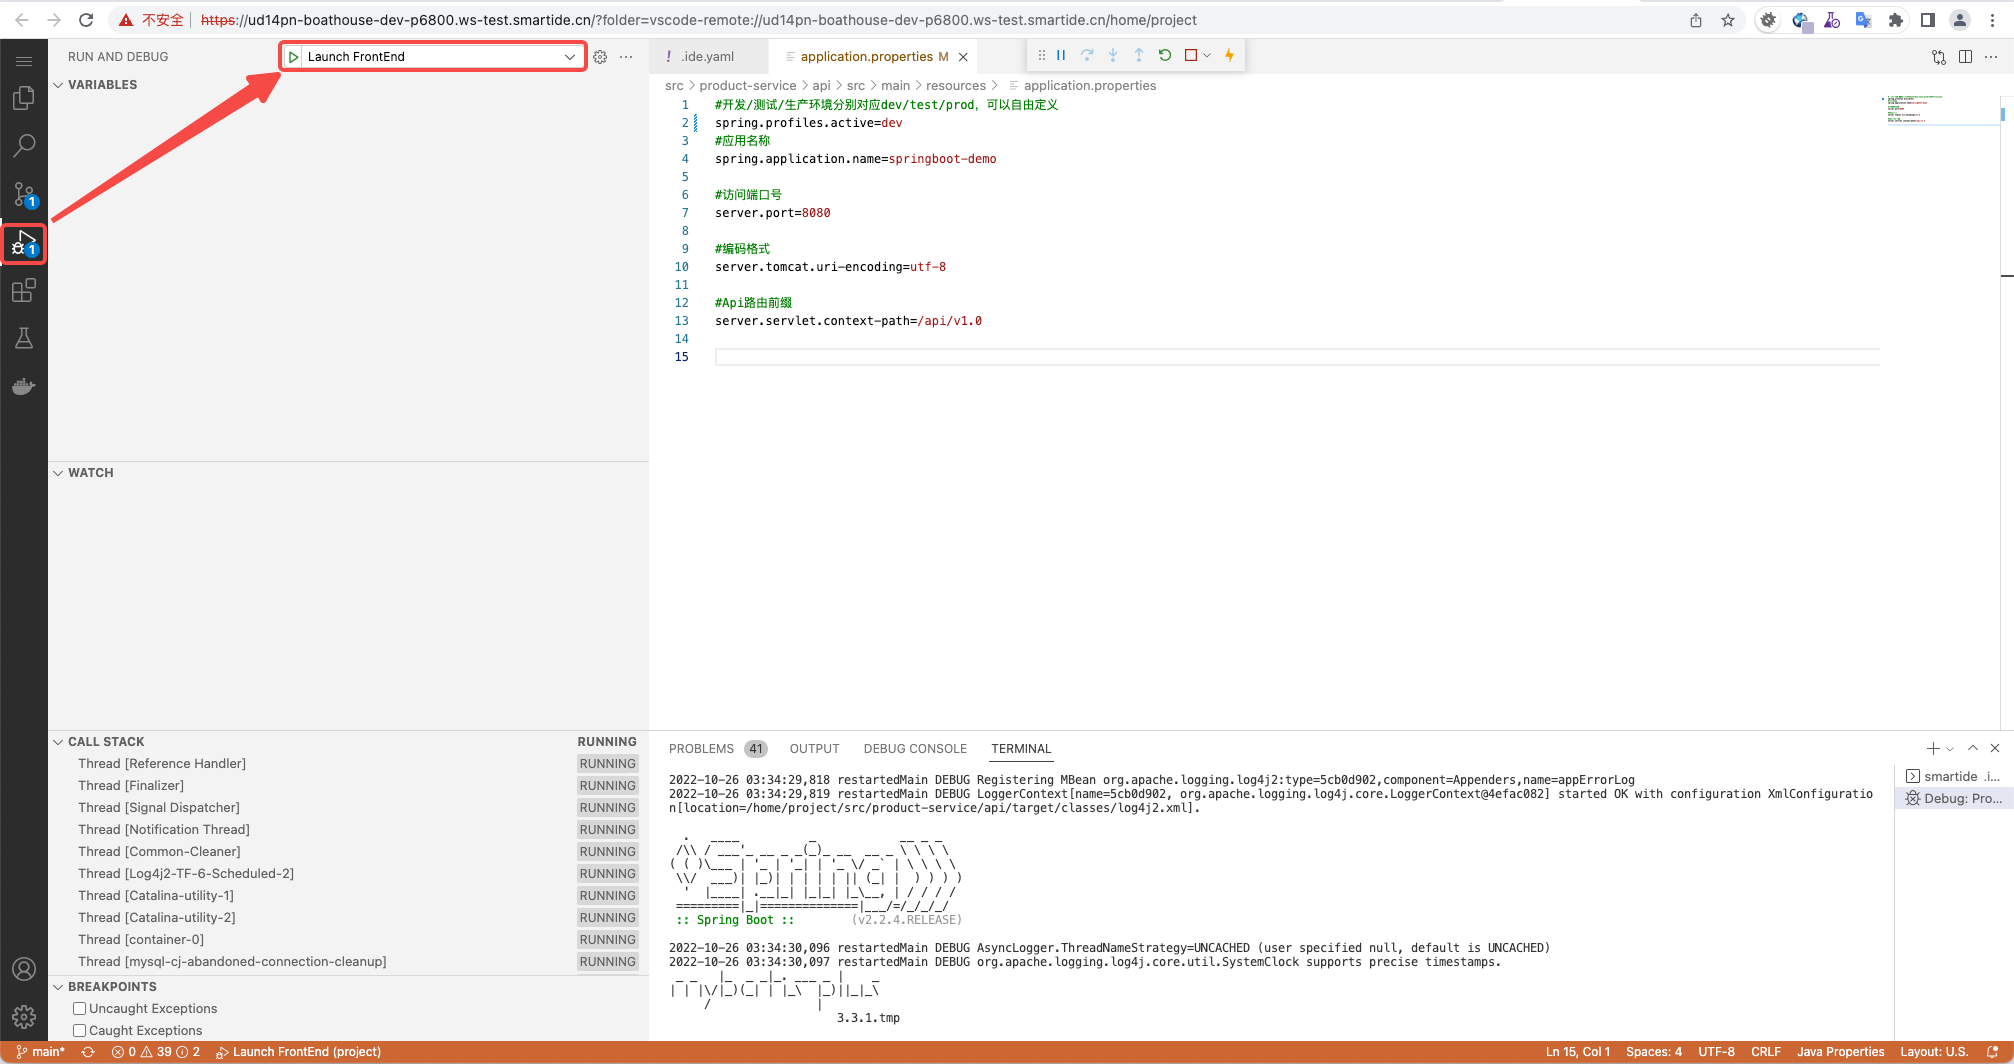 不安全 https://ud14pn-boathouse-dev-p6800.ws-test.smartide.cn/?folder=vscode-remote://ud14pn-boathouse-dev-p6800.ws-test.smartide.cn/home/project
RUN AND DEBUG
Launch FrontEnd
VARIABLES
1
1
WATCH
CALL STACK RUNNING
Thread [Reference Handler] RUNNING
Thread [Finalizer] RUNNING
Thread [Signal Dispatcher] RUNNING
Thread [Notification Thread] RUNNING
Thread [Common-Cleaner] RUNNING
Thread [Log4j2-TF-6-Scheduled-2] RUNNING
Thread [Catalina-utility-1] RUNNING
Thread [Catalina-utility-2] RUNNING
Thread [container-0] RUNNING
Thread [mysql-cj-abandoned-connection-cleanup] RUNNING
BREAKPOINTS
Uncaught Exceptions
Caught Exceptions
! .ide.yaml
application.properties M
src > product-service > api > src > main > resources > application.properties
1 #开发/测试/生产环境分别对应dev/test/prod，可以自由定义
2 spring.profiles.active=dev
3 #应用名称
4 spring.application.name=springboot-demo
5
6 #访问端口号
7 server.port=8080
8
9 #编码格式
10 server.tomcat.uri-encoding=utf-8
11
12 #Api路由前缀
13 server.servlet.context-path=/api/v1.0
14
15
PROBLEMS 41 OUTPUT DEBUG CONSOLE TERMINAL
2022-10-26 03:34:29,818 restartedMain DEBUG Registering MBean org.apache.logging.log4j2:type=5cb0d902,component=Appenders,name=appErrorLog
2022-10-26 03:34:29,819 restartedMain DEBUG LoggerContext[name=5cb0d902, org.apache.logging.log4j.core.LoggerContext@4efac082] started OK with configuration XmlConfiguratio
n[location=/home/project/src/product-service/api/target/classes/log4j2.xml].
:: Spring Boot :: (v2.2.4.RELEASE)
2022-10-26 03:34:30,096 restartedMain DEBUG AsyncLogger.ThreadNameStrategy=UNCACHED (user specified null, default is UNCACHED)
2022-10-26 03:34:30,097 restartedMain DEBUG org.apache.logging.log4j.core.util.SystemClock supports precise timestamps.
3.3.1.tmp
smartide .i...
Debug: Pro...
main* 0 39 2 Launch FrontEnd (project)
Ln 15, Col 1 Spaces: 4 UTF-8 CRLF Java Properties Layout: U.S.